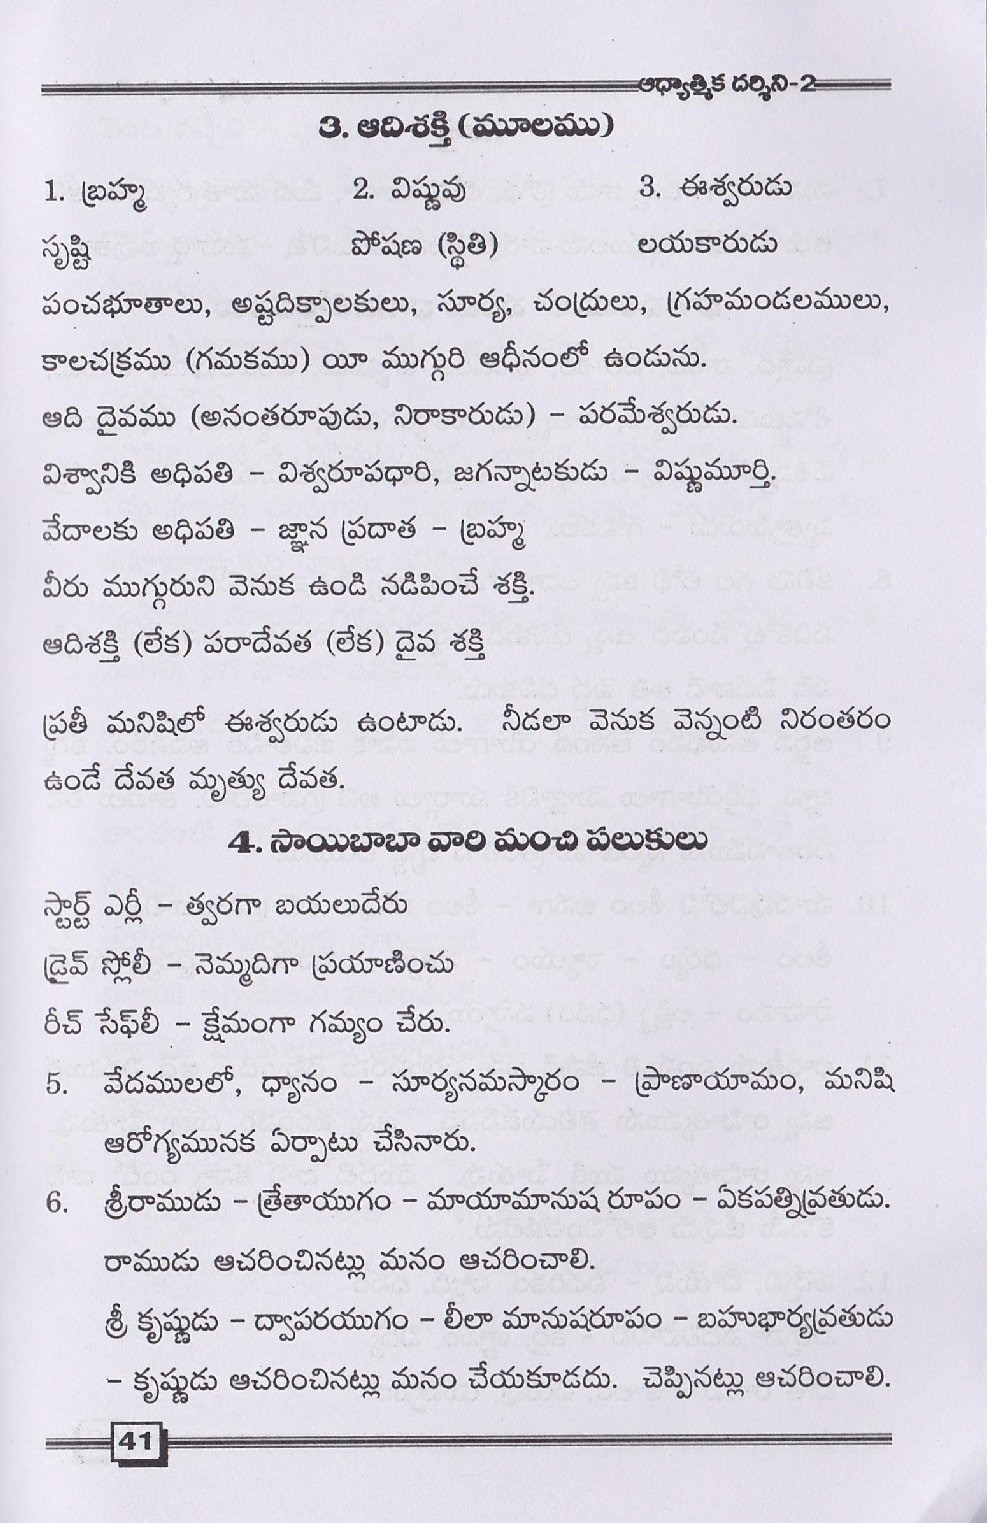 ఆధ్యాత్మిక దర్శిని-2
3. ఆదిశక్తి (మూలము)
1. బ్రహ్మ 2. విష్ణువు 3. ఈశ్వరుడు
సృష్టి పోషణ (స్థితి) లయకారుడు
పంచభూతాలు, అష్టదిక్పాలకులు, సూర్య, చంద్రులు, గ్రహమండలములు,
కాలచక్రము (గమకము) యీ ముగ్గురి ఆధీనంలో ఉండును.
ఆది దైవము (అనంతరూపుడు, నిరాకారుడు) – పరమేశ్వరుడు.
విశ్వానికి అధిపతి – విశ్వరూపధారి, జగన్నాటకుడు – విష్ణుమూర్తి.
వేదాలకు అధిపతి – జ్ఞాన ప్రదాత – బ్రహ్మ
వీరు ముగ్గురుని వెనుక ఉండి నడిపించే శక్తి.
ఆదిశక్తి (లేక) పరాదేవత (లేక) దైవ శక్తి
ప్రతీ మనిషిలో ఈశ్వరుడు ఉంటాడు. నీడలా వెనుక వెన్నంటి నిరంతరం
ఉండే దేవత మృత్యు దేవత.
4. సాయిబాబా వారి మంచి పలుకులు
స్టార్ట్ ఎర్లీ – త్వరగా బయలుదేరు
డ్రైవ్ స్లోలీ – నెమ్మదిగా ప్రయాణించు
రీచ్ సేఫ్‌లీ – క్షేమంగా గమ్యం చేరు.
5. వేదములలో, ధ్యానం – సూర్యనమస్కారం – ప్రాణాయామం, మనిషి
ఆరోగ్యమునక ఏర్పాటు చేసినారు.
6. శ్రీరాముడు – త్రేతాయుగం – మాయామానుష రూపం – ఏకపత్నివ్రతుడు.
రాముడు ఆచరించినట్లు మనం ఆచరించాలి.
శ్రీ కృష్ణుడు – ద్వాపరయుగం – లీలా మానుషరూపం – బహుభార్యవ్రతుడు
– కృష్ణుడు ఆచరించినట్లు మనం చేయకూడదు. చెప్పినట్లు ఆచరించాలి.
41